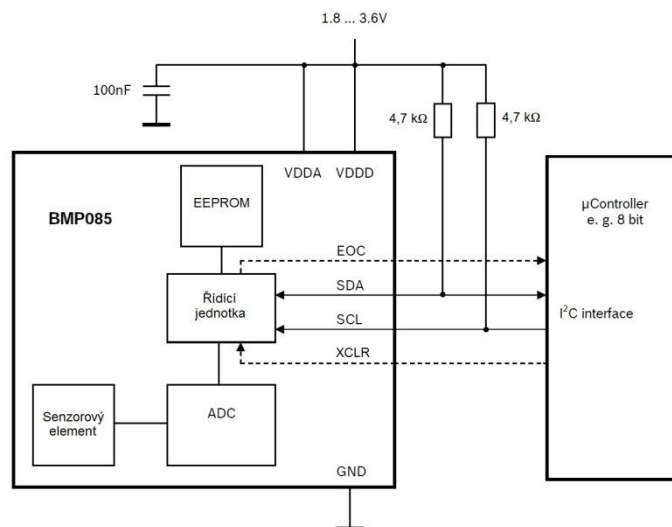 1.8 ... 3.6V
100nF
4,7 kΩ
4,7 kΩ
VDDA
VDDD
EEPROM
BMP085
µController
e. g. 8 bit
EOC
Řídicí
jednotka
SDA
SCL
I²C interface
XCLR
Senzorový
element
ADC
GND